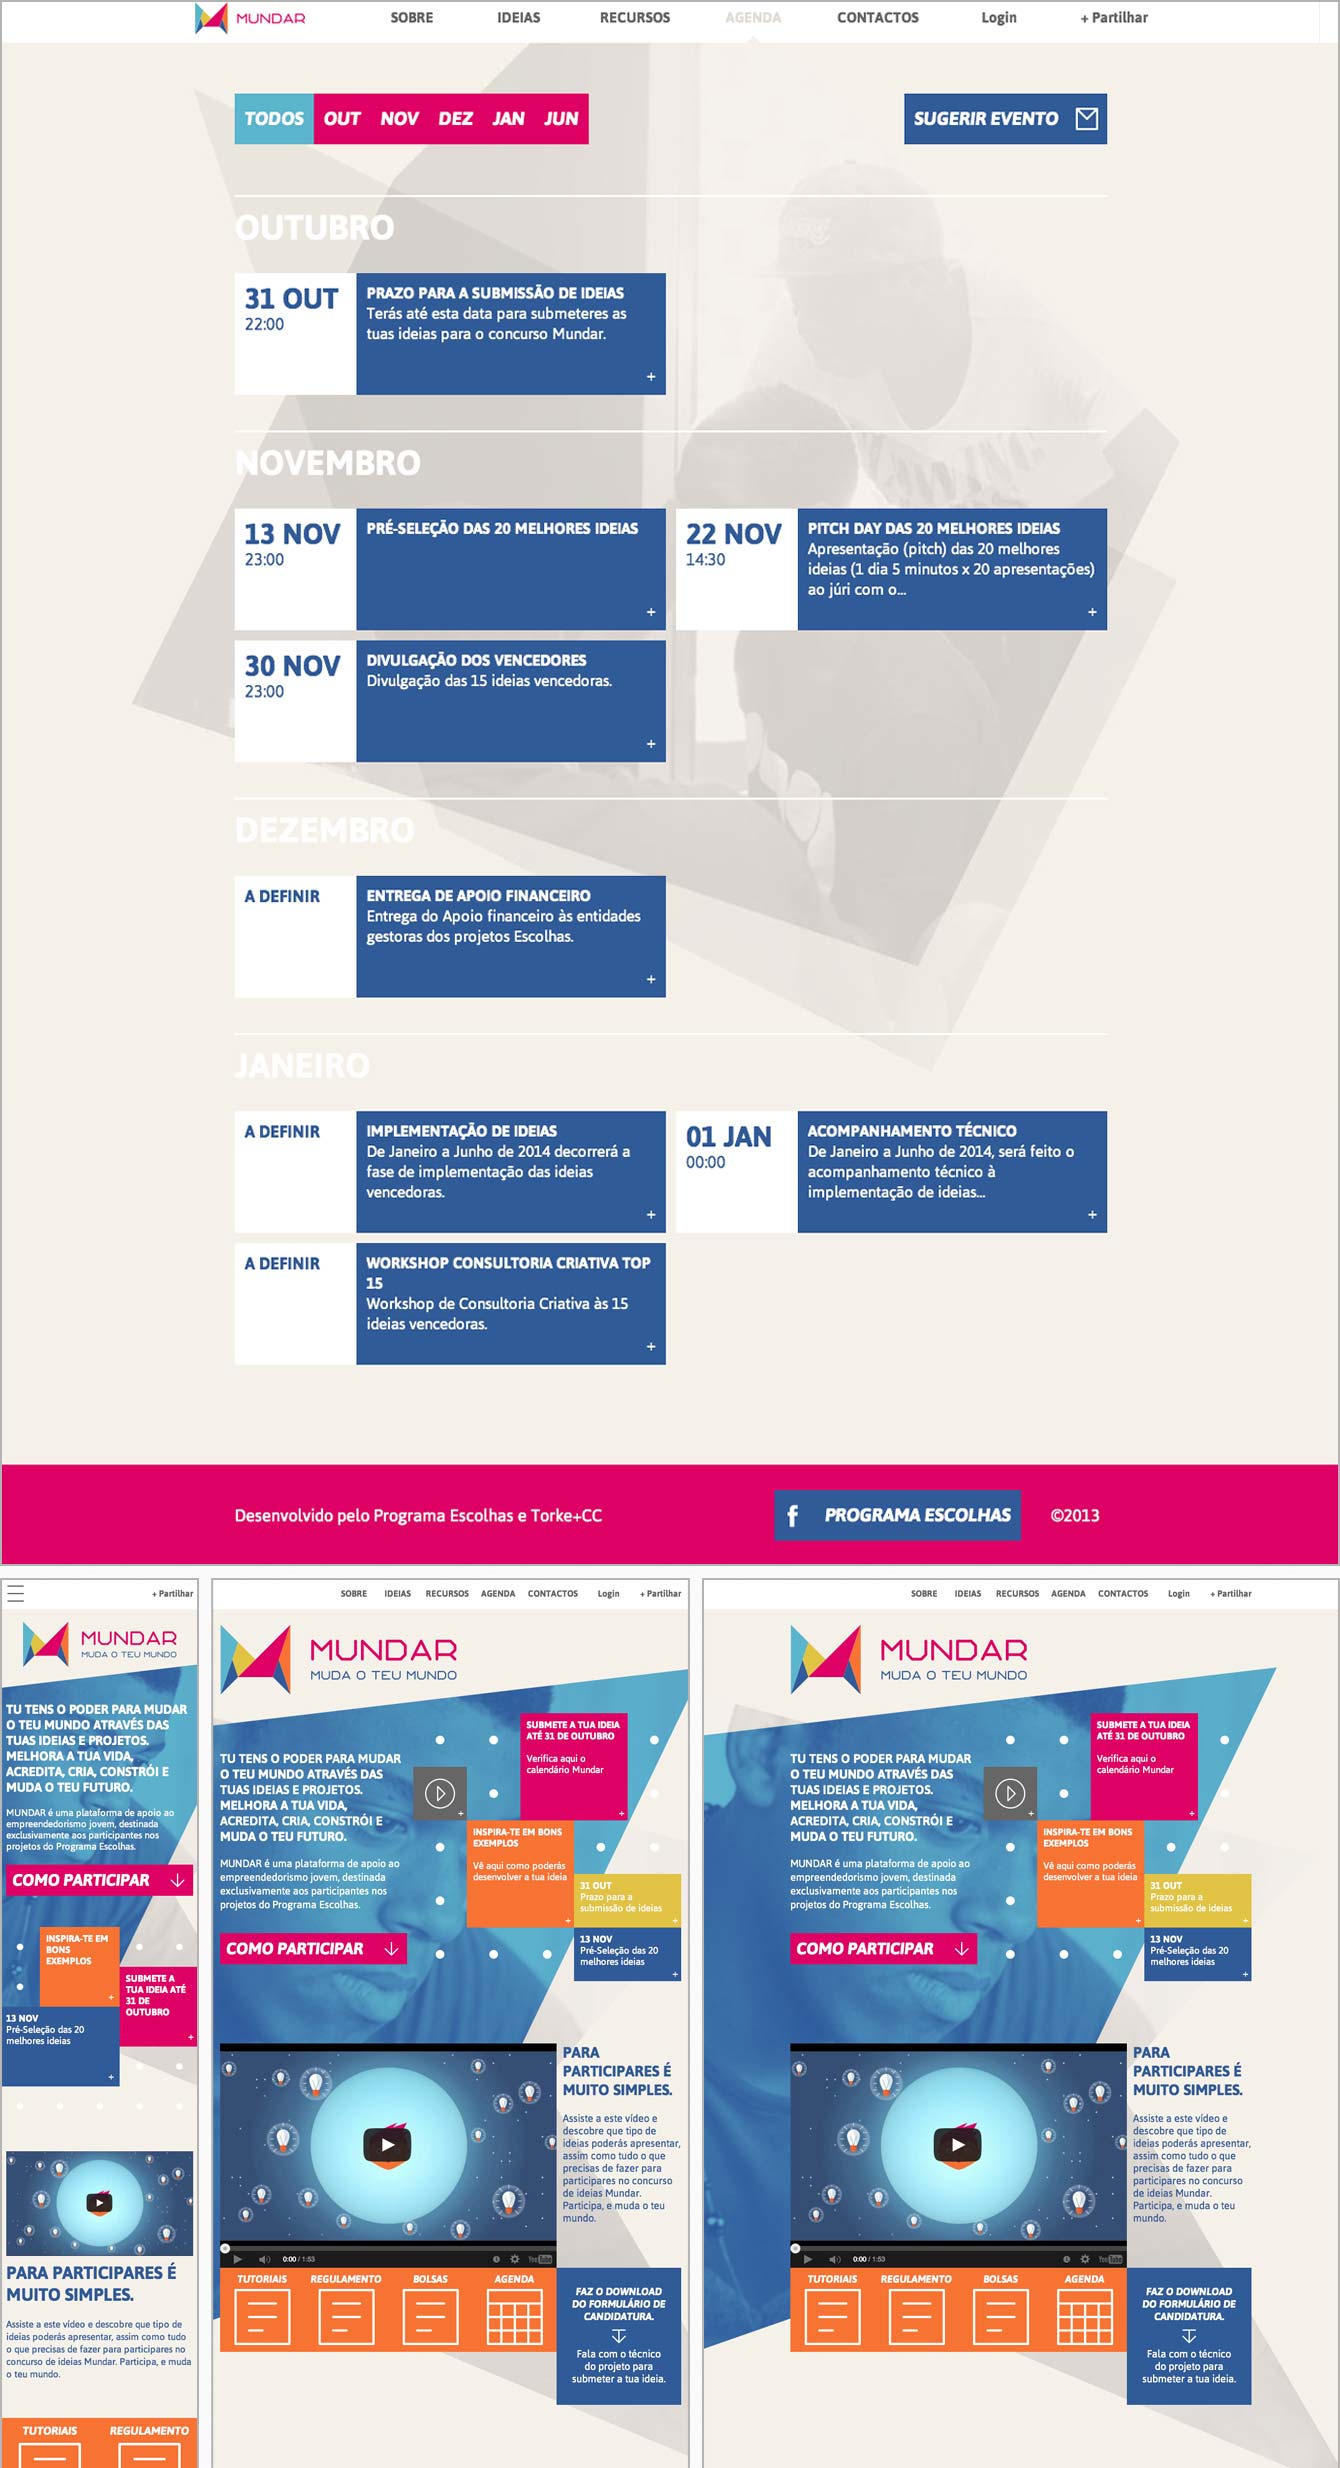 MUNDAR
SOBRE IDEIAS RECURSOS AGENDA CONTACTOS Login + Partilhar
TODOS OUT NOV DEZ JAN JUN
SUGERIR EVENTO
OUTUBRO
31 OUT
22:00
PRAZO PARA A SUBMISSÃO DE IDEIAS
Terás até esta data para submeteres as
tuas ideias para o concurso Mundar.
+
NOVEMBRO
13 NOV
23:00
PRÉ-SELEÇÃO DAS 20 MELHORES IDEIAS
+
22 NOV
14:30
PITCH DAY DAS 20 MELHORES IDEIAS
Apresentação (pitch) das 20 melhores
ideias (1 dia 5 minutos x 20 apresentações)
ao júri com o...
+
30 NOV
23:00
DIVULGAÇÃO DOS VENCEDORES
Divulgação das 15 ideias vencedoras.
+
DEZEMBRO
A DEFINIR
ENTREGA DE APOIO FINANCEIRO
Entrega do Apoio financeiro às entidades
gestoras dos projetos Escolhas.
+
JANEIRO
A DEFINIR
IMPLEMENTAÇÃO DE IDEIAS
De Janeiro a Junho de 2014 decorrerá a
fase de implementação das ideias
vencedoras.
+
01 JAN
00:00
ACOMPANHAMENTO TÉCNICO
De Janeiro a Junho de 2014, será feito o
acompanhamento técnico à
implementação de ideias...
+
A DEFINIR
WORKSHOP CONSULTORIA CRIATIVA TOP
15
Workshop de Consultoria Criativa às 15
ideias vencedoras.
+
Desenvolvido pelo Programa Escolhas e Torke+CC
f PROGRAMA ESCOLHAS
©2013
+ Partilhar
MUNDAR
MUDA O TEU MUNDO
TU TENS O PODER PARA MUDAR
O TEU MUNDO ATRAVÉS DAS
TUAS IDEIAS E PROJETOS.
MELHORA A TUA VIDA,
ACREDITA, CRIA, CONSTRÓI E
MUDA O TEU FUTURO.
MUNDAR é uma plataforma de apoio ao
empreendedorismo jovem, destinada
exclusivamente aos participantes nos
projetos do Programa Escolhas.
COMO PARTICIPAR
INSPIRA-TE EM
BONS
EXEMPLOS
+
SUBMETE A
TUA IDEIA ATÉ
31 DE
OUTUBRO
+
13 NOV
Pré-Seleção das 20
melhores ideias
+
PARA PARTICIPARES É
MUITO SIMPLES.
Assiste a este vídeo e descobre que tipo de
ideias poderás apresentar, assim como tudo
o que precisas de fazer para participares no
concurso de ideias Mundar. Participa, e muda
o teu mundo.
TUTORIAIS REGULAMENTO
SOBRE IDEIAS RECURSOS AGENDA CONTACTOS Login + Partilhar
MUNDAR
MUDA O TEU MUNDO
TU TENS O PODER PARA MUDAR
O TEU MUNDO ATRAVÉS DAS
TUAS IDEIAS E PROJETOS.
MELHORA A TUA VIDA,
ACREDITA, CRIA, CONSTRÓI E
MUDA O TEU FUTURO.
MUNDAR é uma plataforma de apoio ao
empreendedorismo jovem, destinada
exclusivamente aos participantes nos
projetos do Programa Escolhas.
COMO PARTICIPAR
+
SUBMETE A TUA IDEIA
ATÉ 31 DE OUTUBRO
Verifica aqui o
calendário Mundar
+
INSPIRA-TE EM BONS
EXEMPLOS
Vê aqui como poderás
desenvolver a tua ideia
+
31 OUT
Prazo para a
submissão de ideias
+
13 NOV
Pré-Seleção das 20
melhores ideias
+
0:00 / 1:53
YouTube
PARA
PARTICIPARES É
MUITO SIMPLES.
Assiste a este vídeo e
descobre que tipo de
ideias poderás apresentar,
assim como tudo o que
precisas de fazer para
participares no concurso
de ideias Mundar.
Participa, e muda o teu
mundo.
TUTORIAIS REGULAMENTO BOLSAS AGENDA
FAZ O DOWNLOAD
DO FORMULÁRIO DE
CANDIDATURA.
Fala com o técnico
do projeto para
submeter a tua ideia.
SOBRE IDEIAS RECURSOS AGENDA CONTACTOS Login + Partilhar
MUNDAR
MUDA O TEU MUNDO
TU TENS O PODER PARA MUDAR
O TEU MUNDO ATRAVÉS DAS
TUAS IDEIAS E PROJETOS.
MELHORA A TUA VIDA,
ACREDITA, CRIA, CONSTRÓI E
MUDA O TEU FUTURO.
MUNDAR é uma plataforma de apoio ao
empreendedorismo jovem, destinada
exclusivamente aos participantes nos
projetos do Programa Escolhas.
COMO PARTICIPAR
+
SUBMETE A TUA IDEIA
ATÉ 31 DE OUTUBRO
Verifica aqui o
calendário Mundar
+
INSPIRA-TE EM BONS
EXEMPLOS
Vê aqui como poderás
desenvolver a tua ideia
+
31 OUT
Prazo para a
submissão de ideias
+
13 NOV
Pré-Seleção das 20
melhores ideias
+
0:00 / 1:53
YouTube
PARA
PARTICIPARES É
MUITO SIMPLES.
Assiste a este vídeo e
descobre que tipo de
ideias poderás apresentar,
assim como tudo o que
precisas de fazer para
participares no concurso
de ideias Mundar.
Participa, e muda o teu
mundo.
TUTORIAIS REGULAMENTO BOLSAS AGENDA
FAZ O DOWNLOAD
DO FORMULÁRIO DE
CANDIDATURA.
Fala com o técnico
do projeto para
submeter a tua ideia.